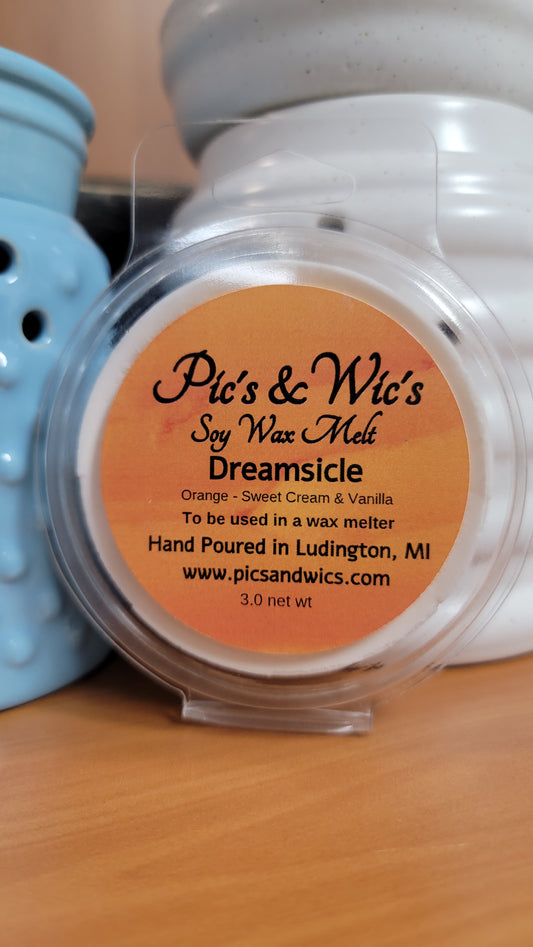 Pic's & Wic's
Soy Wax Melt
Dreamsicle
Orange - Sweet Cream & Vanilla
To be used in a wax melter
Hand Poured in Ludington, MI
www.picsandwics.com
3.0 net wt